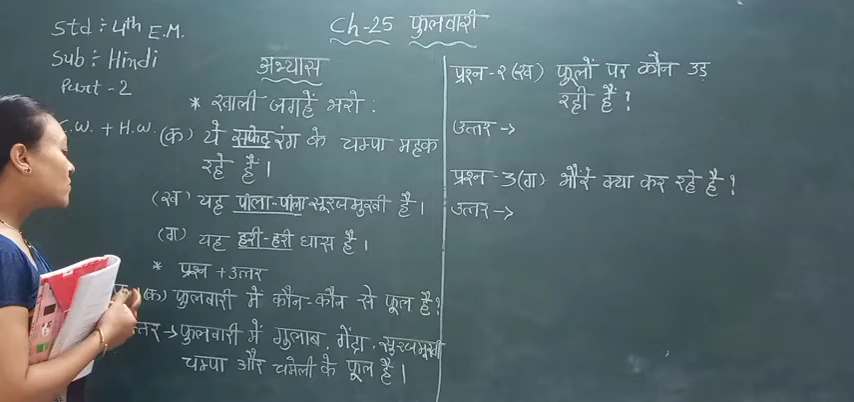 Ch-25 फुलवारी
Std :- 4th E.M.
Sub :- Hindi
Part -2
C.W. + H.W.
अभ्यास
* खाली जगहें भरो :
(क) ये सफेद रंग के चम्पा महक
रहे है।
(ख) यह पीला-पीला सूरजमुखी है।
(ग) यह हरी-हरी घास है।
* प्रश्न + उत्तर
(क) फुलवारी में कौन-कौन से फूल है?
उत्तर → फुलवारी में गुलाब, गेंदा, सूरजमुखी
चम्पा और चमेली के फूल हैं।
प्रश्न-२(ख) फूलों पर कौन उड़
रही हैं?
उत्तर →
प्रश्न-3(ग) भौंरे क्या कर रहे है?
उत्तर →